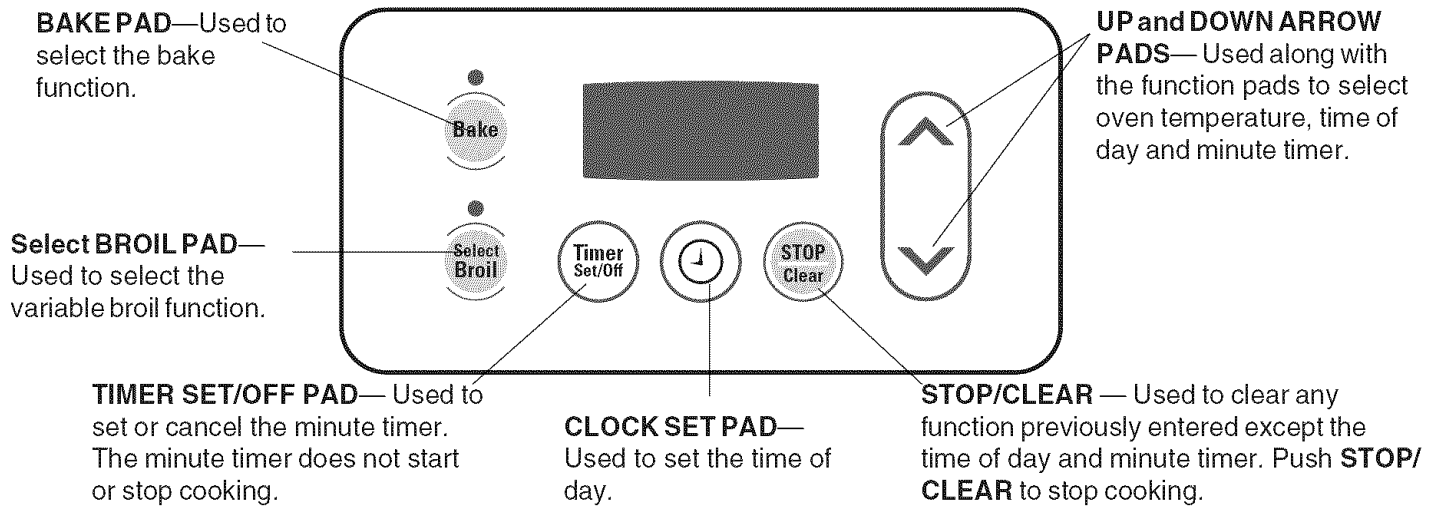 BAKE PAD—Used to
select the bake
function.
UP and DOWN ARROW
PADS— Used along with
the function pads to select
oven temperature, time of
day and minute timer.
Bake
Select BROIL PAD—
Used to select the
variable broil function.
Select
Broil
Timer
Set/Off
STOP
Clear
TIMER SET/OFF PAD— Used to
set or cancel the minute timer.
The minute timer does not start
or stop cooking.
CLOCK SET PAD—
Used to set the time of
day.
STOP/CLEAR — Used to clear any
function previously entered except the
time of day and minute timer. Push STOP/
CLEAR to stop cooking.